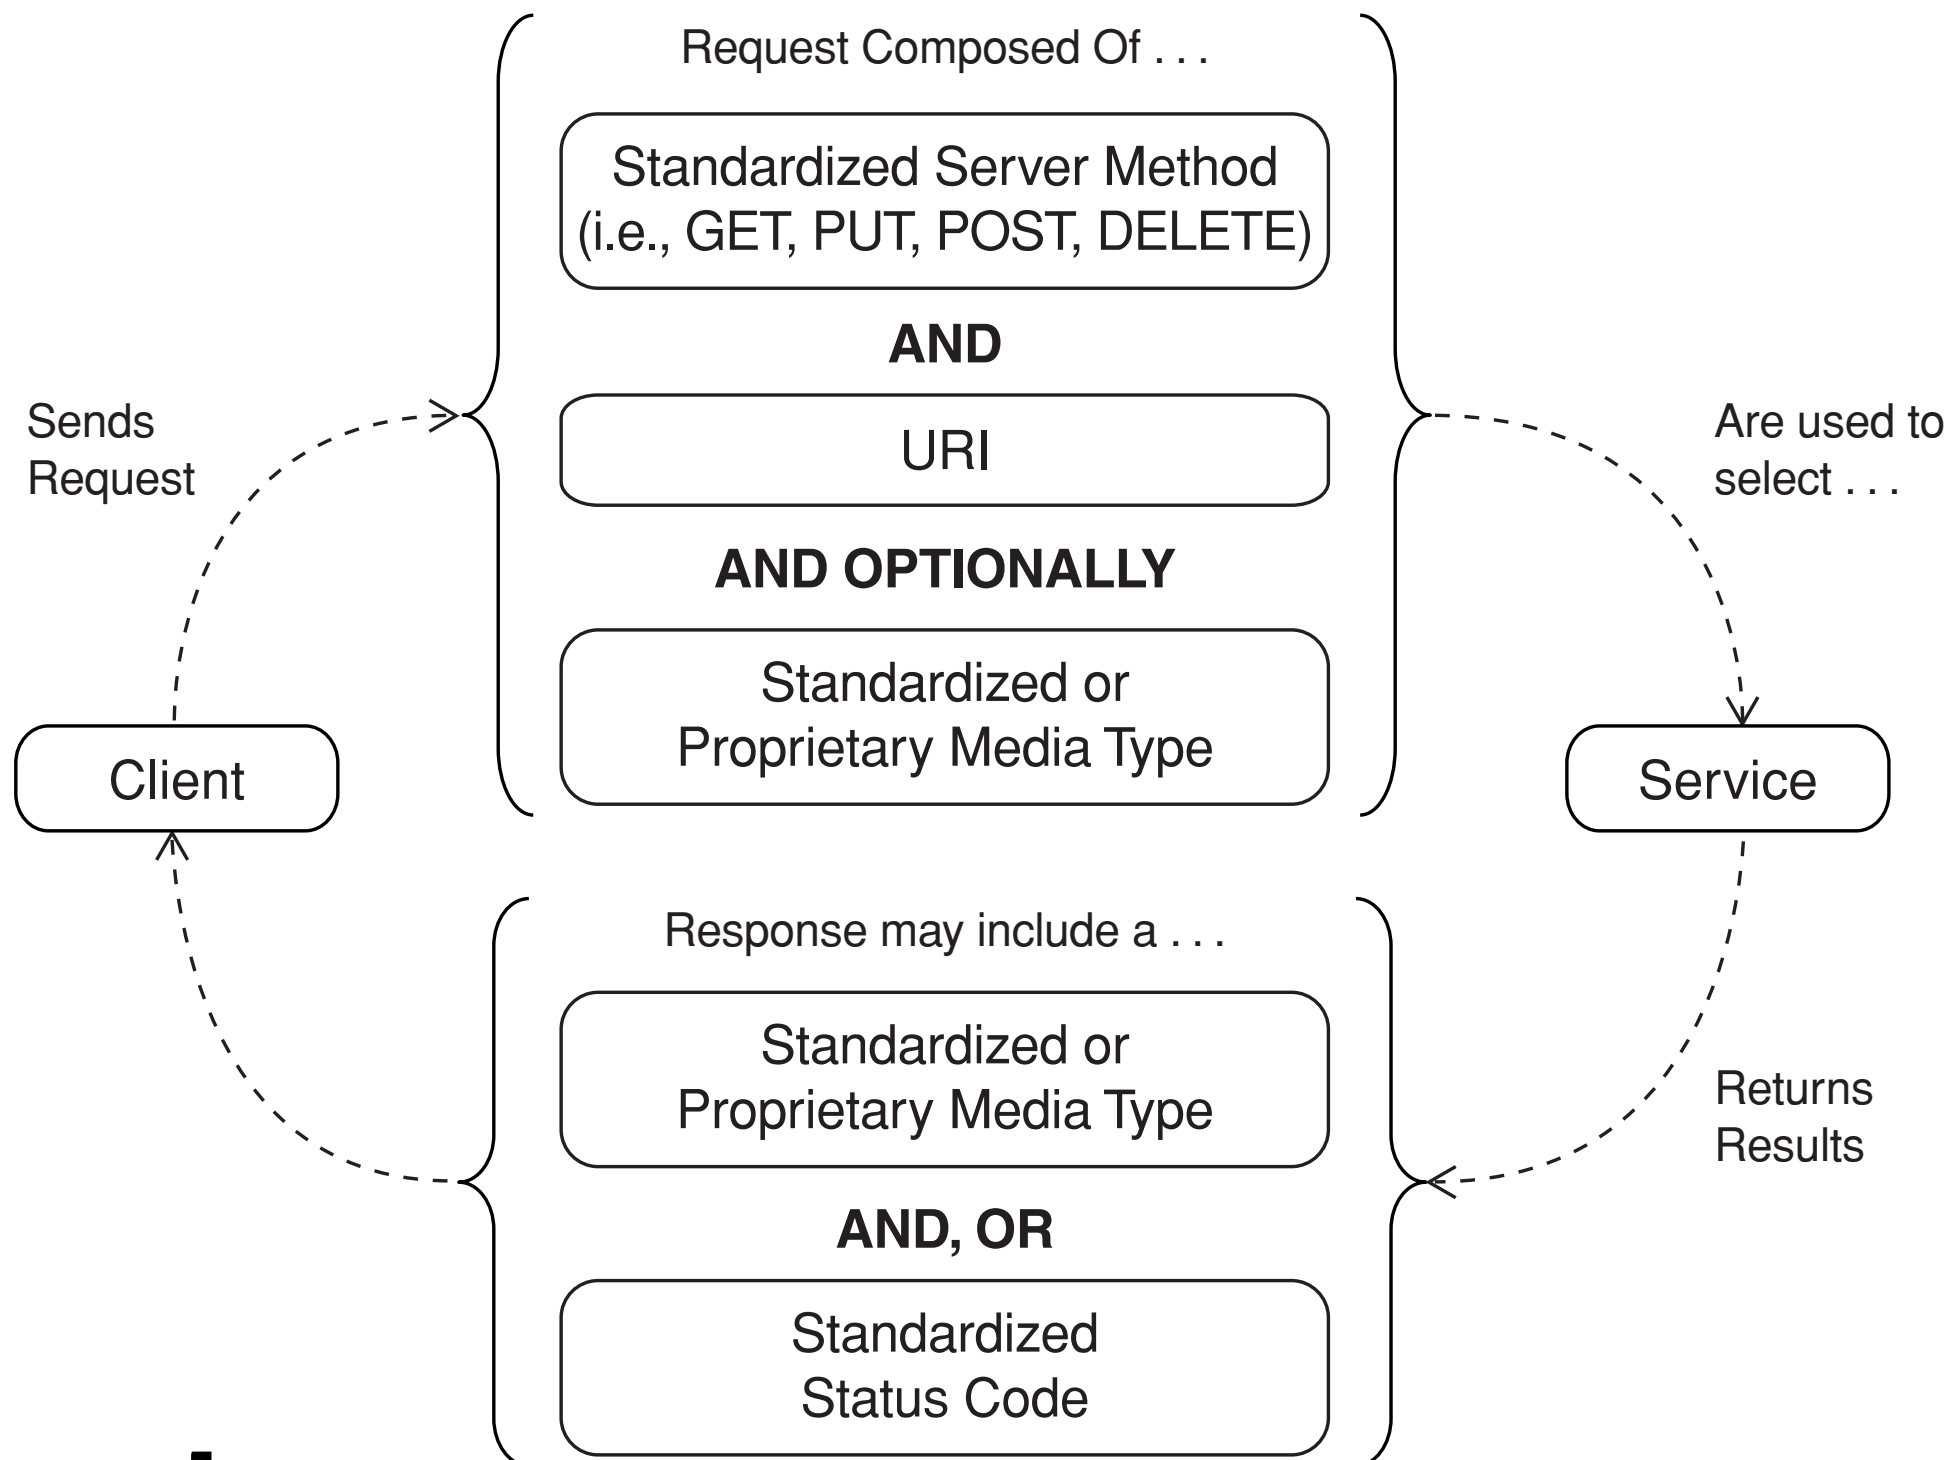 Request Composed Of . . .
Standardized Server Method
(i.e., GET, PUT, POST, DELETE)
AND
URI
AND OPTIONALLY
Standardized or
Proprietary Media Type
Sends
Request
Are used to
select . . .
Client
Service
Response may include a . . .
Standardized or
Proprietary Media Type
AND, OR
Standardized
Status Code
Returns
Results